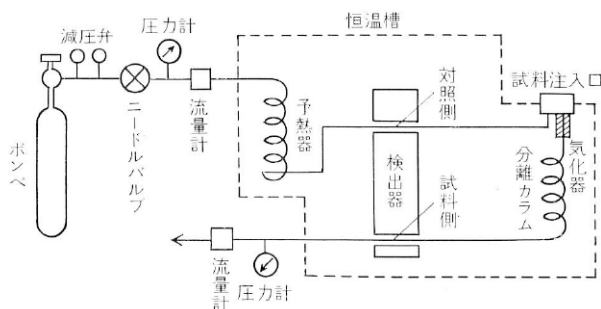 恒温槽
圧力計
減圧弁
試料注入口
対照側
ニードルバルブ
流量計
予熱器
ボンベ
検出器
気化器
分離カラム
試料側
流量計
圧力計